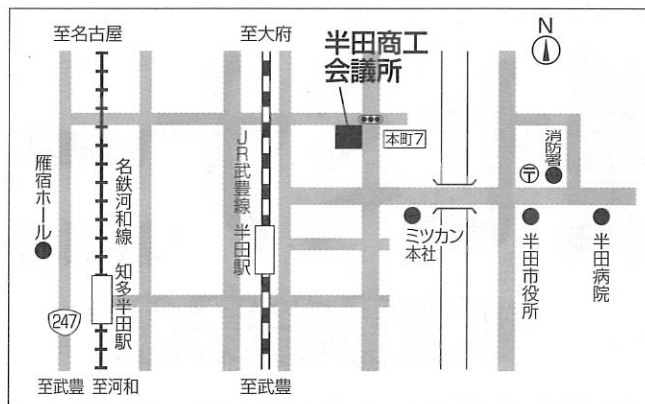 至名古屋
至大府
半田商工
会議所
N
本町7
消防署
〒
雁宿ホール
名鉄河和線
知多半田駅
JR武豊線
半田駅
ミツカン
本社
半田市役所
半田病院
247
至武豊
至河和
至武豊